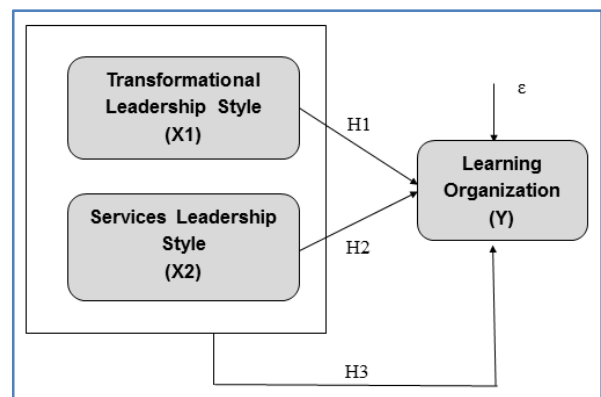 Transformational
Leadership Style
(X1)
H1
ε
Learning
Organization
(Y)
Services Leadership
Style
(X2)
H2
H3